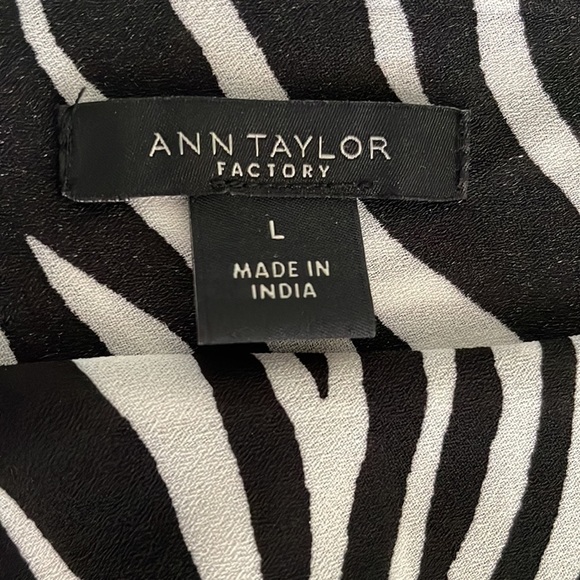 ANN TAYLOR
FACTORY
L
MADE IN
INDIA